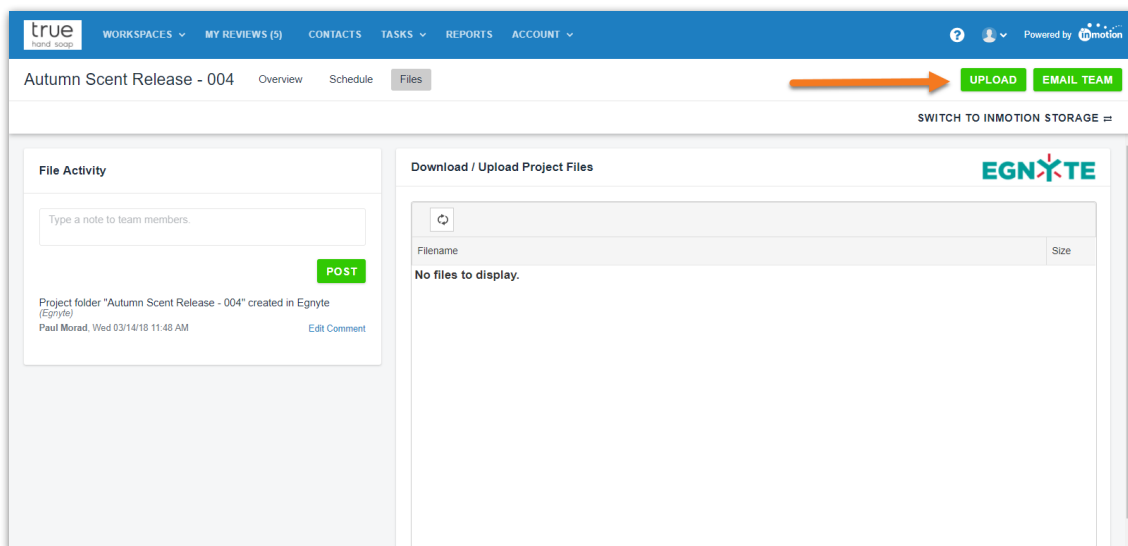 true
hand soap
WORKSPACES MY REVIEWS (5) CONTACTS TASKS REPORTS ACCOUNT
? Powered by inmotion
Autumn Scent Release - 004 Overview Schedule Files
UPLOAD EMAIL TEAM
SWITCH TO INMOTION STORAGE
File Activity
Type a note to team members.
POST
Project folder "Autumn Scent Release - 004" created in Egnyte
(Egnyte)
Paul Morad, Wed 03/14/18 11:48 AM Edit Comment
Download / Upload Project Files
EGNYTE
Filename Size
No files to display.